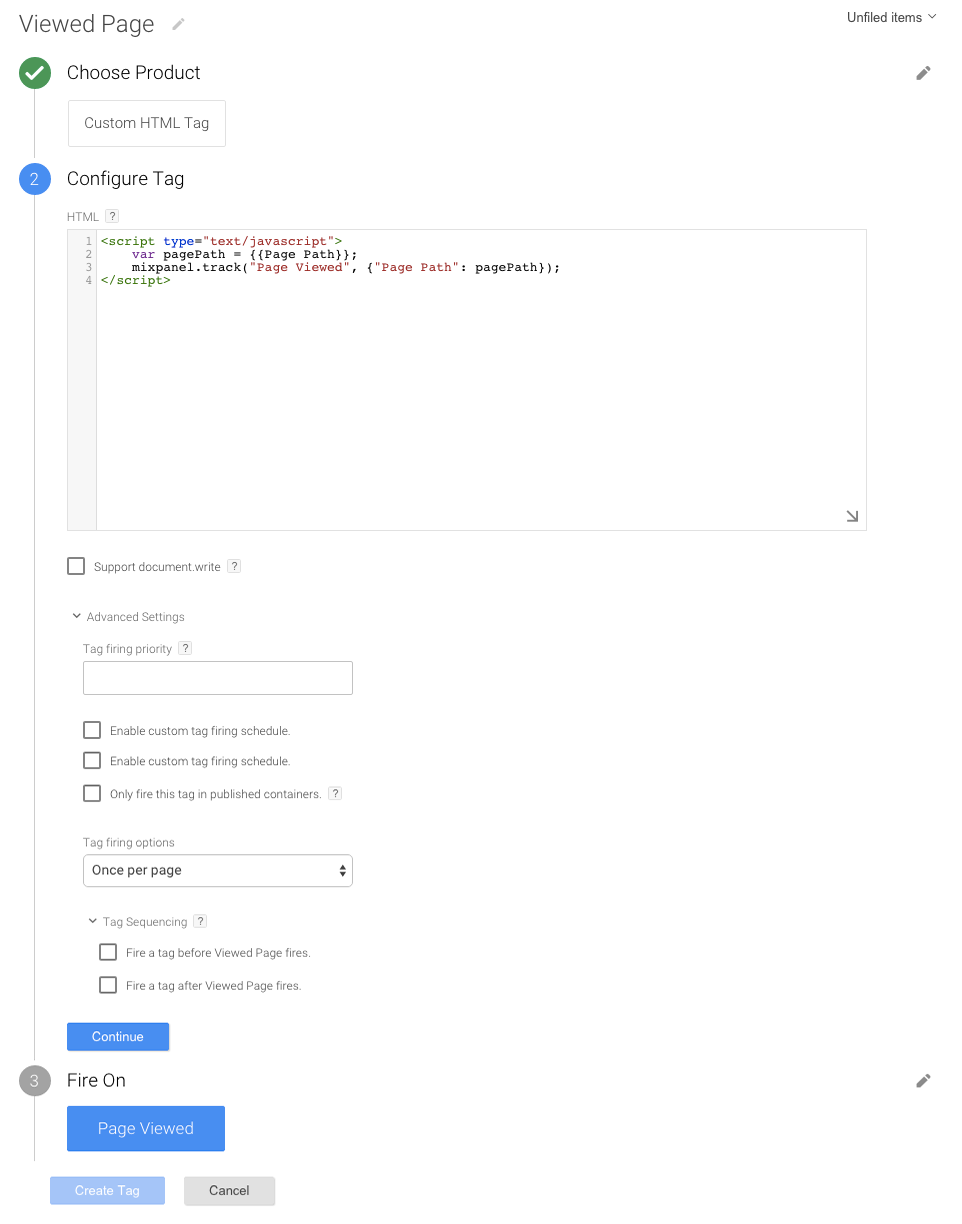 Viewed Page
Unfiled items
Choose Product
Custom HTML Tag
2 Configure Tag
HTML ?
1 <script type="text/javascript">
2 var pagePath = {{Page Path}};
3 mixpanel.track("Page Viewed", {"Page Path": pagePath});
4 </script>
Support document.write ?
Advanced Settings
Tag firing priority ?
Enable custom tag firing schedule.
Enable custom tag firing schedule.
Only fire this tag in published containers. ?
Tag firing options
Once per page
Tag Sequencing ?
Fire a tag before Viewed Page fires.
Fire a tag after Viewed Page fires.
Continue
3 Fire On
Page Viewed
Create Tag Cancel